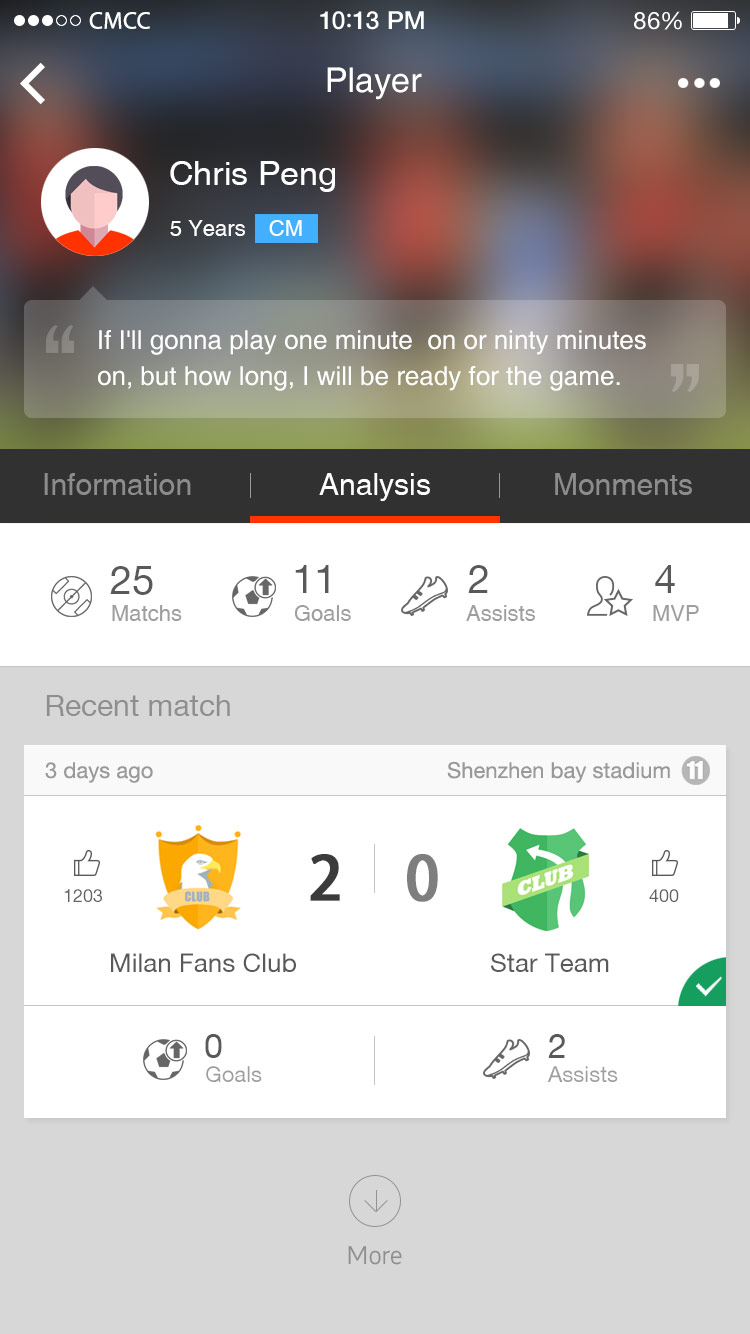 CMCC 10:13 PM 86%
Player
Chris Peng
5 Years CM
“ If I'll gonna play one minute on or ninty minutes
on, but how long, I will be ready for the game. ”
Information Analysis Monments
25 11 2 4
Matchs Goals Assists MVP
Recent match
3 days ago Shenzhen bay stadium 11
2 0
1203 CLUB CLUB 400
Milan Fans Club Star Team
0 2
Goals Assists
More